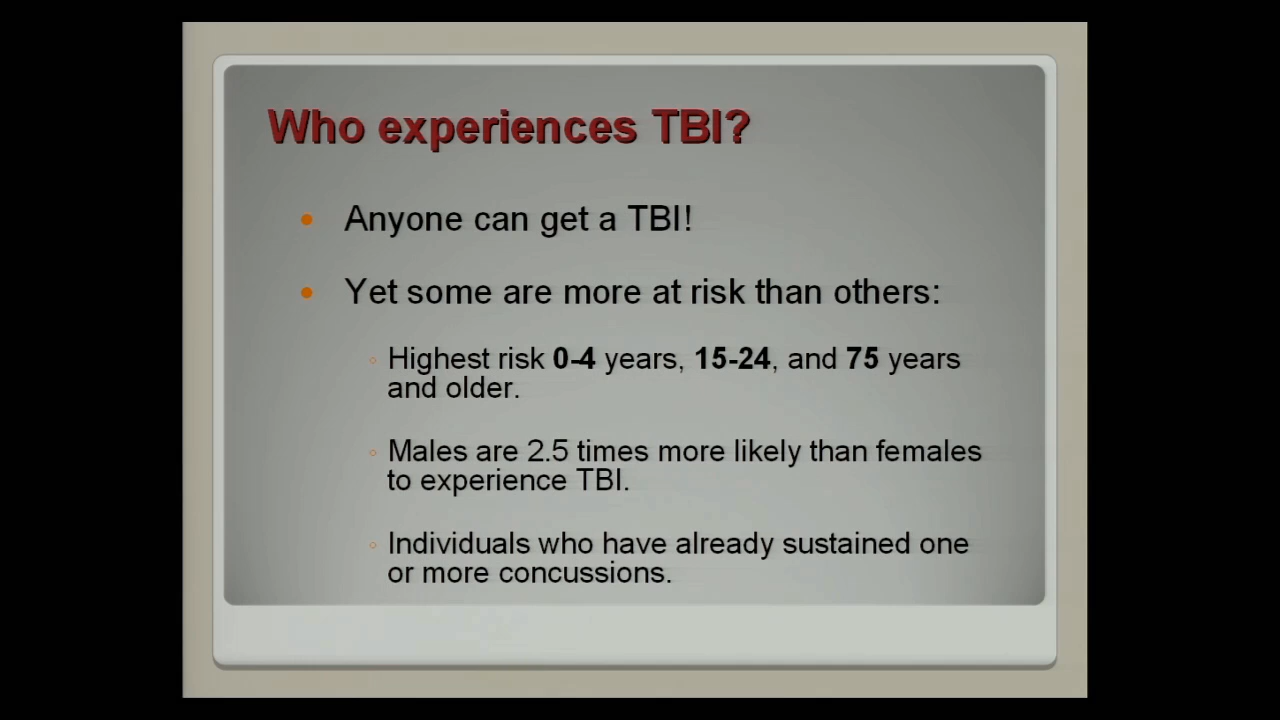 Who experiences TBI?
Anyone can get a TBI!
Yet some are more at risk than others:
Highest risk 0-4 years, 15-24, and 75 years
and older.
Males are 2.5 times more likely than females
to experience TBI.
Individuals who have already sustained one
or more concussions.